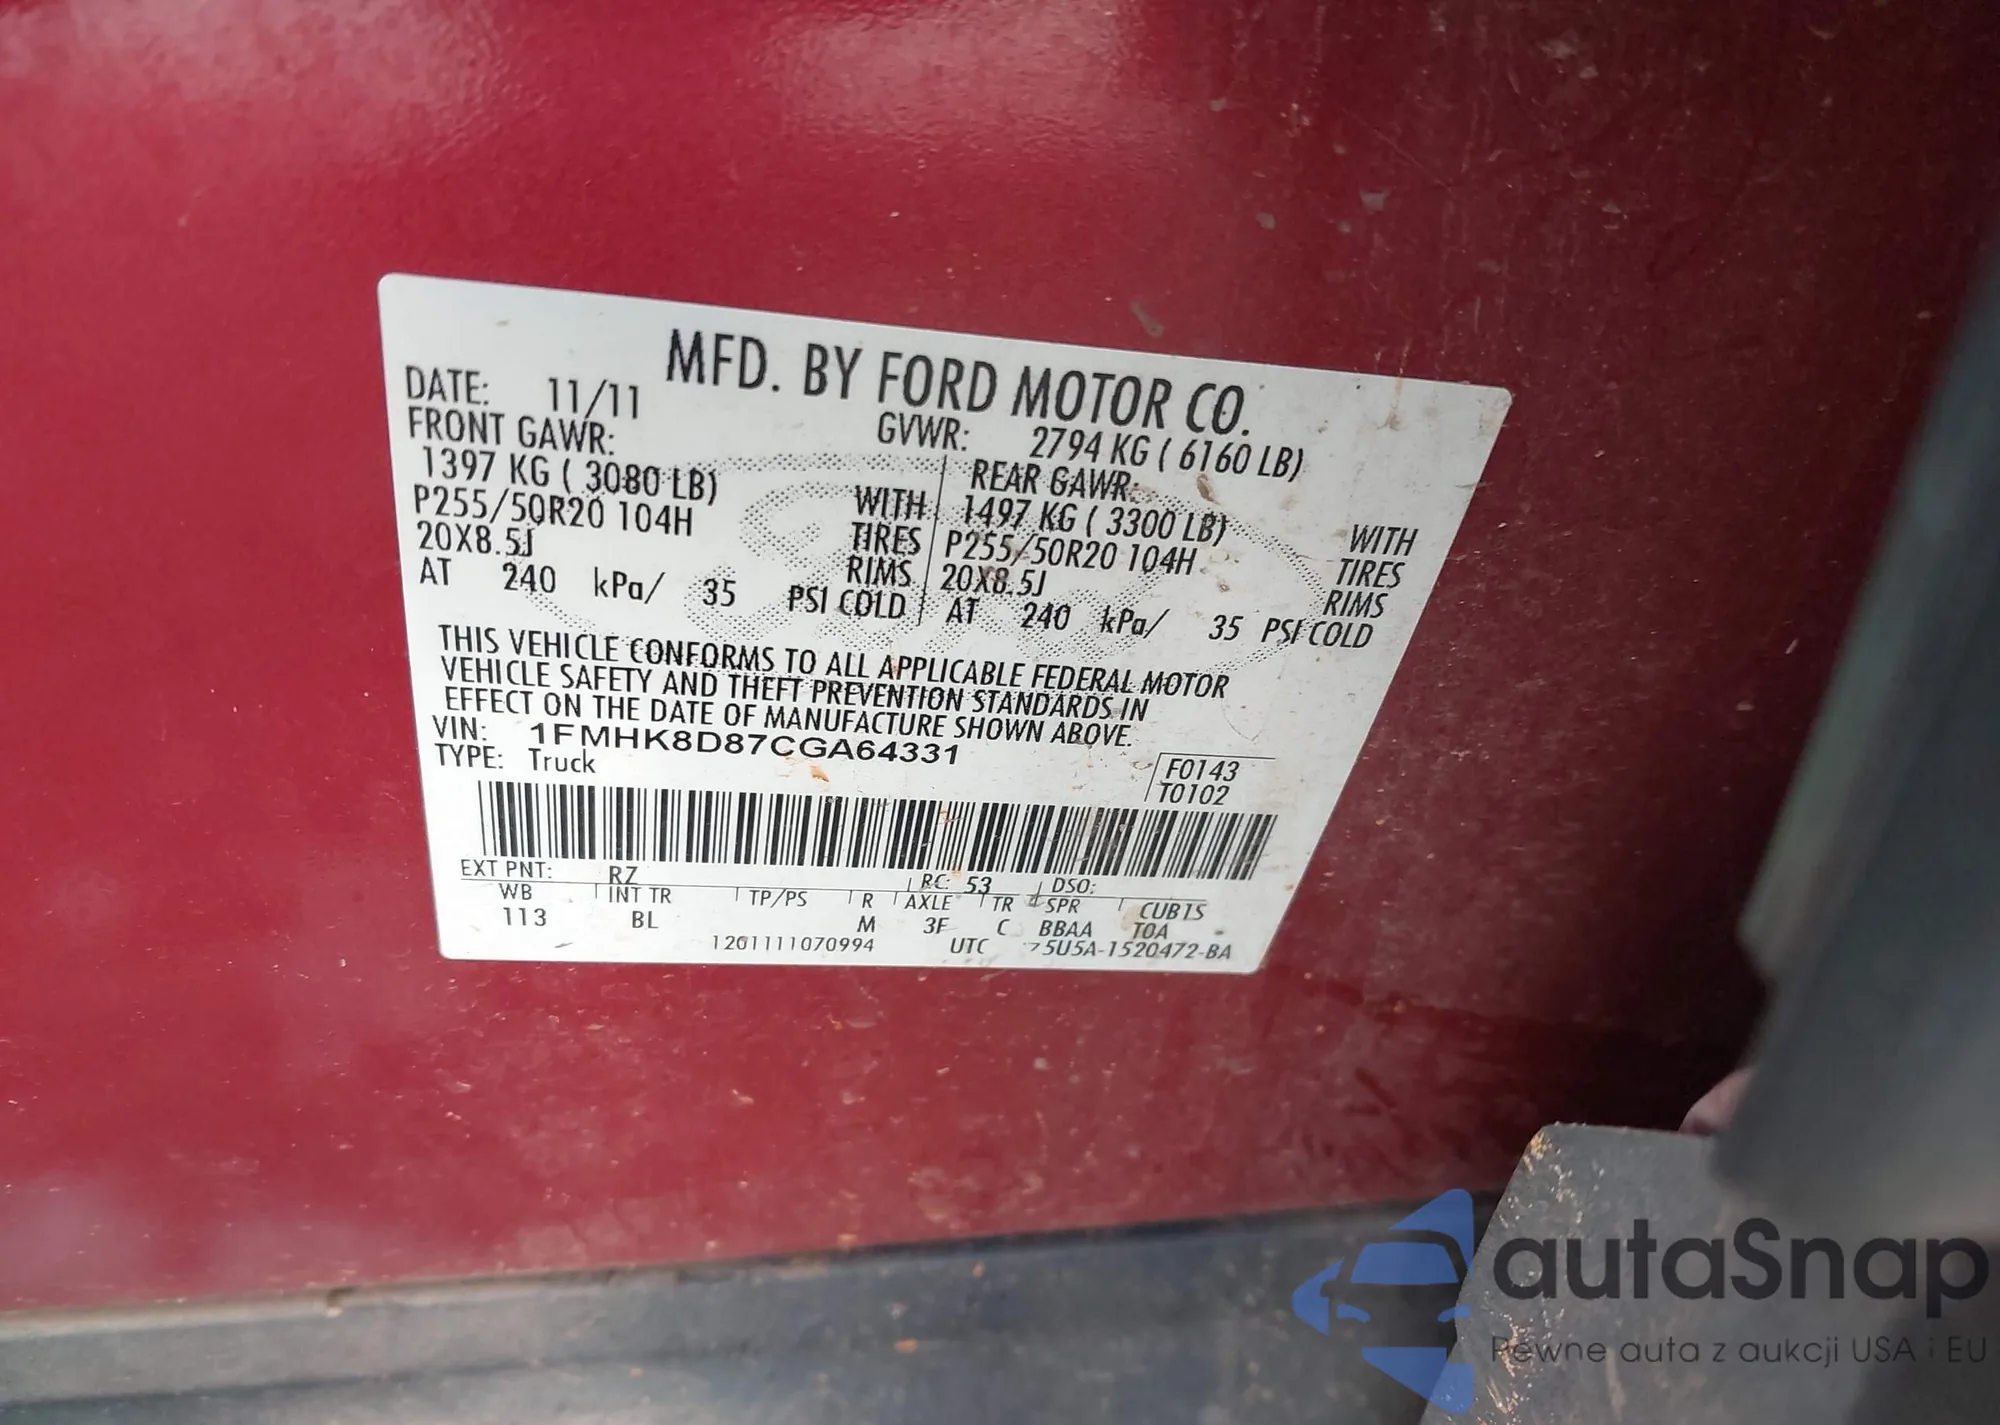 MFD. BY FORD MOTOR CO.
DATE: 11/11 GVWR: 2794 KG ( 6160 LB)
FRONT GAWR: REAR GAWR:
1397 KG ( 3080 LB) WITH 1497 KG ( 3300 LB) WITH
P255/50R20 104H TIRES P255/50R20 104H TIRES
20X8.5J RIMS 20X8.5J RIMS
AT 240 kPa/ 35 PSI COLD AT 240 kPa/ 35 PSI COLD
THIS VEHICLE CONFORMS TO ALL APPLICABLE FEDERAL MOTOR
VEHICLE SAFETY AND THEFT PREVENTION STANDARDS IN
EFFECT ON THE DATE OF MANUFACTURE SHOWN ABOVE.
VIN: 1FMHK8D87CGA64331
TYPE: Truck
F0143
T0102
EXT PNT: RZ RC: 53 DSO:
WB INT TR TP/PS R AXLE TR SPR
113 BL M 3F C BBAA TOA
1201111070994 UTC 75U5A-1520472-BA
autaSnap
Pewne auta z aukcji USA i EU